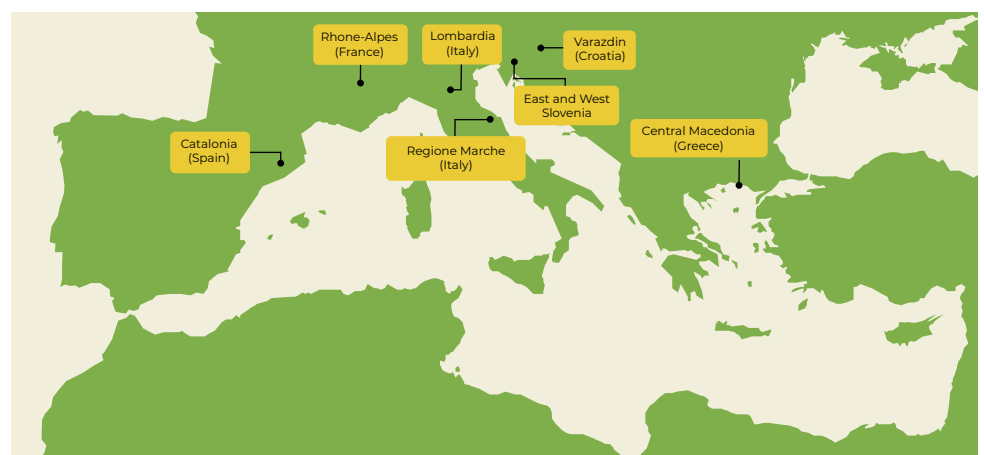 Rhone-Alpes
(France)
Lombardia
(Italy)
Varazdin
(Croatia)
East and West
Slovenia
Central Macedonia
(Greece)
Catalonia
(Spain)
Regione Marche
(Italy)